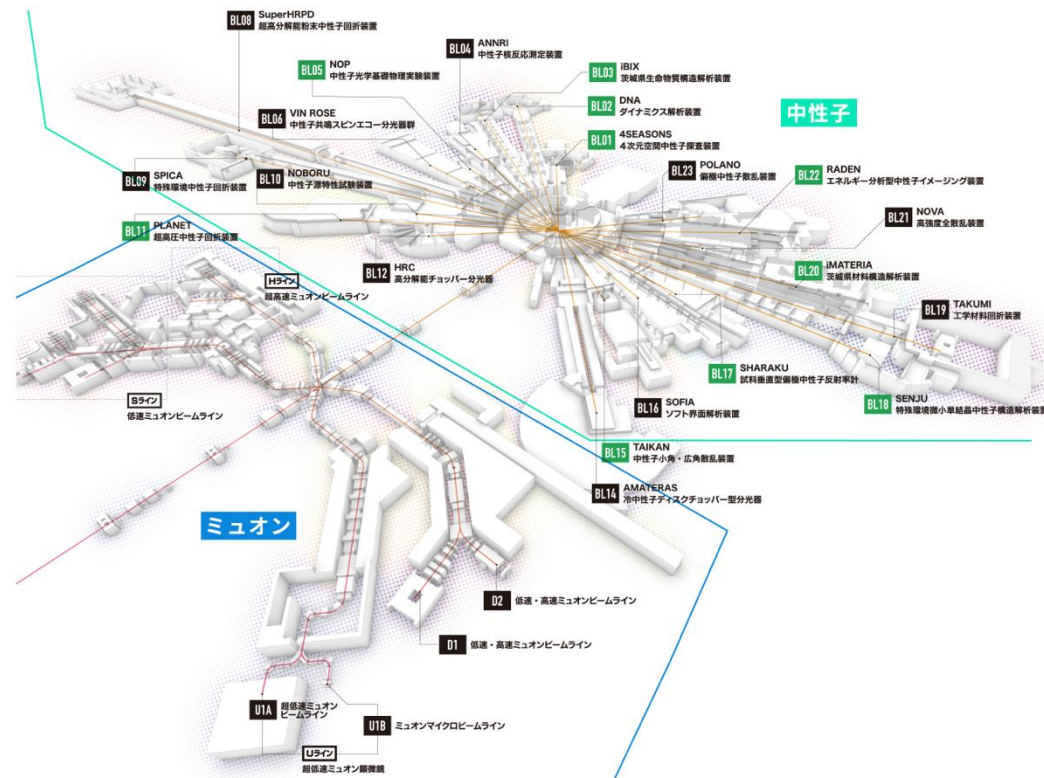 BL08 SuperHRPD
超高分解能粉末中性子回折装置
BL05 NOP
中性子光学基礎物理実験装置
BL04 ANNRI
中性子核反応測定装置
BL03 iBIX
茨城県生命物質構造解析装置
BL02 DNA
ダイナミクス解析装置
中性子
BL06 VIN ROSE
中性子共鳴スピンエコー分光器群
BL01 4SEASONS
4次元空間中性子探査装置
BL09 SPICA
特殊環境中性子回折装置
BL10 NOBORU
中性子源特性試験装置
BL23 POLANO
偏極中性子散乱装置
BL22 RADEN
エネルギー分析型中性子イメージング装置
BL11 PLANET
超高圧中性子回折装置
BL21 NOVA
高強度全散乱装置
BL12 HRC
高分解能チョッパー分光器
BL20 iMATERIA
茨城県材料構造解析装置
Hライン
超高速ミュオンビームライン
BL19 TAKUMI
工学材料回折装置
BL17 SHARAKU
試料垂直型偏極中性子反射率計
BL18 SENJU
特殊環境微小単結晶中性子構造解析装置
Sライン
低速ミュオンビームライン
BL16 SOFIA
ソフト界面解析装置
BL15 TAIKAN
中性子小角・広角散乱装置
BL14 AMATERAS
冷中性子ディスクチョッパー型分光器
ミュオン
D2 低速・高速ミュオンビームライン
D1 低速・高速ミュオンビームライン
U1A 超低速ミュオン
ビームライン
U1B ミュオンマイクロビームライン
Uライン
超低速ミュオン顕微鏡